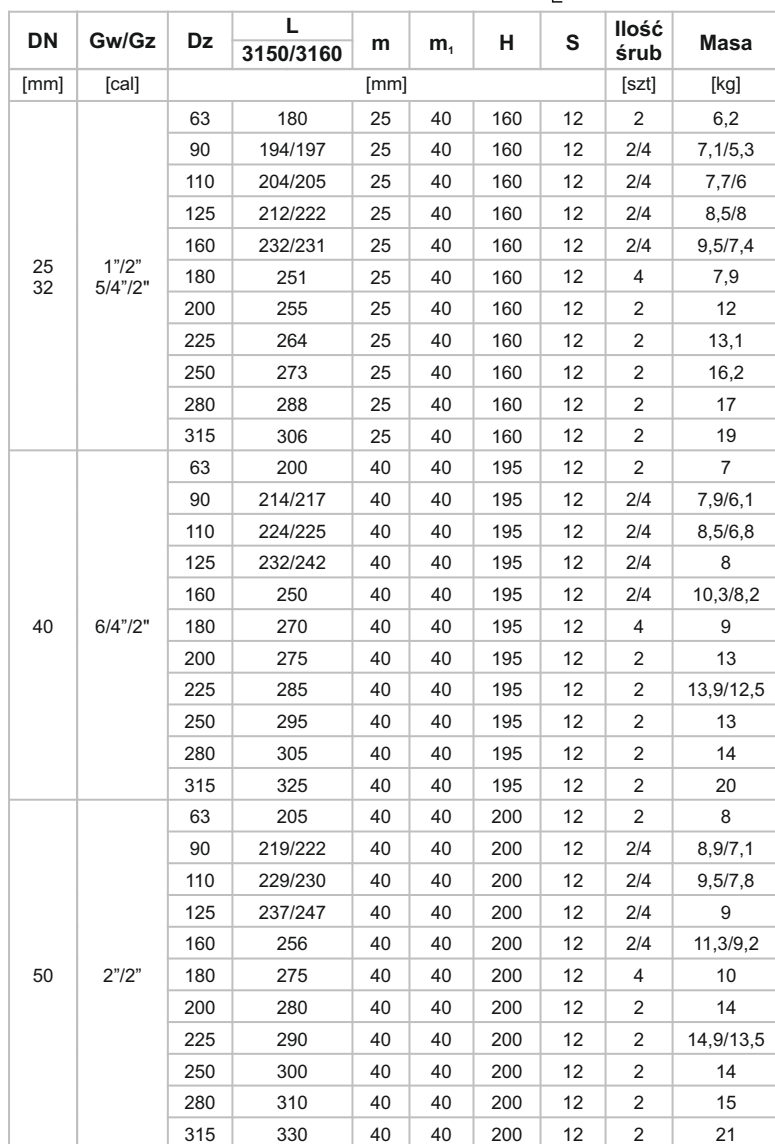 DN Gw/Gz Dz L 3150/3160 m m₁ H S Ilość śrub Masa
[mm] [cal] [mm] [szt] [kg]
25 32 1”/2” 5/4”/2" 63 180 25 40 160 12 2 6,2
90 194/197 25 40 160 12 2/4 7,1/5,3
110 204/205 25 40 160 12 2/4 7,7/6
125 212/222 25 40 160 12 2/4 8,5/8
160 232/231 25 40 160 12 2/4 9,5/7,4
180 251 25 40 160 12 4 7,9
200 255 25 40 160 12 2 12
225 264 25 40 160 12 2 13,1
250 273 25 40 160 12 2 16,2
280 288 25 40 160 12 2 17
315 306 25 40 160 12 2 19
40 6/4”/2" 63 200 40 40 195 12 2 7
90 214/217 40 40 195 12 2/4 7,9/6,1
110 224/225 40 40 195 12 2/4 8,5/6,8
125 232/242 40 40 195 12 2/4 8
160 250 40 40 195 12 2/4 10,3/8,2
180 270 40 40 195 12 4 9
200 275 40 40 195 12 2 13
225 285 40 40 195 12 2 13,9/12,5
250 295 40 40 195 12 2 13
280 305 40 40 195 12 2 14
315 325 40 40 195 12 2 20
50 2”/2” 63 205 40 40 200 12 2 8
90 219/222 40 40 200 12 2/4 8,9/7,1
110 229/230 40 40 200 12 2/4 9,5/7,8
125 237/247 40 40 200 12 2/4 9
160 256 40 40 200 12 2/4 11,3/9,2
180 275 40 40 200 12 4 10
200 280 40 40 200 12 2 14
225 290 40 40 200 12 2 14,9/13,5
250 300 40 40 200 12 2 14
280 310 40 40 200 12 2 15
315 330 40 40 200 12 2 21